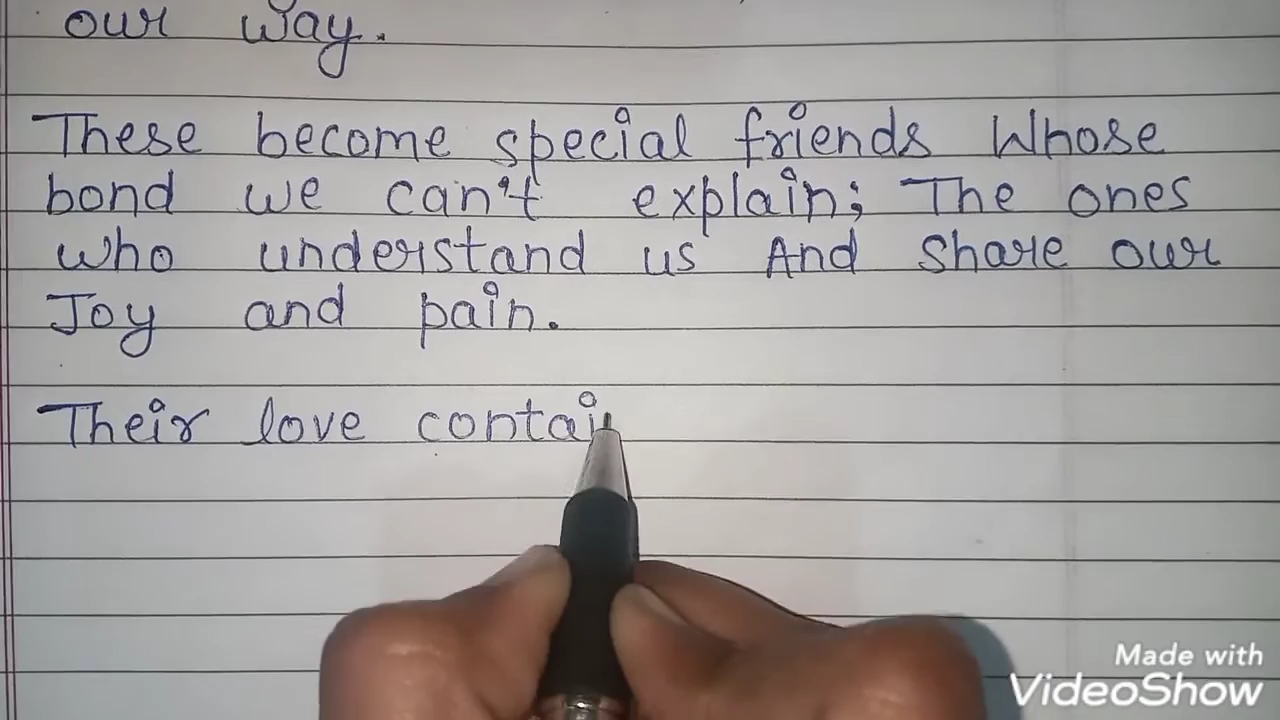 our way.
These become special friends Whose
bond we can't explain; The ones
who understand us And share our
Joy and pain.
Their love contai
Made with
VideoShow